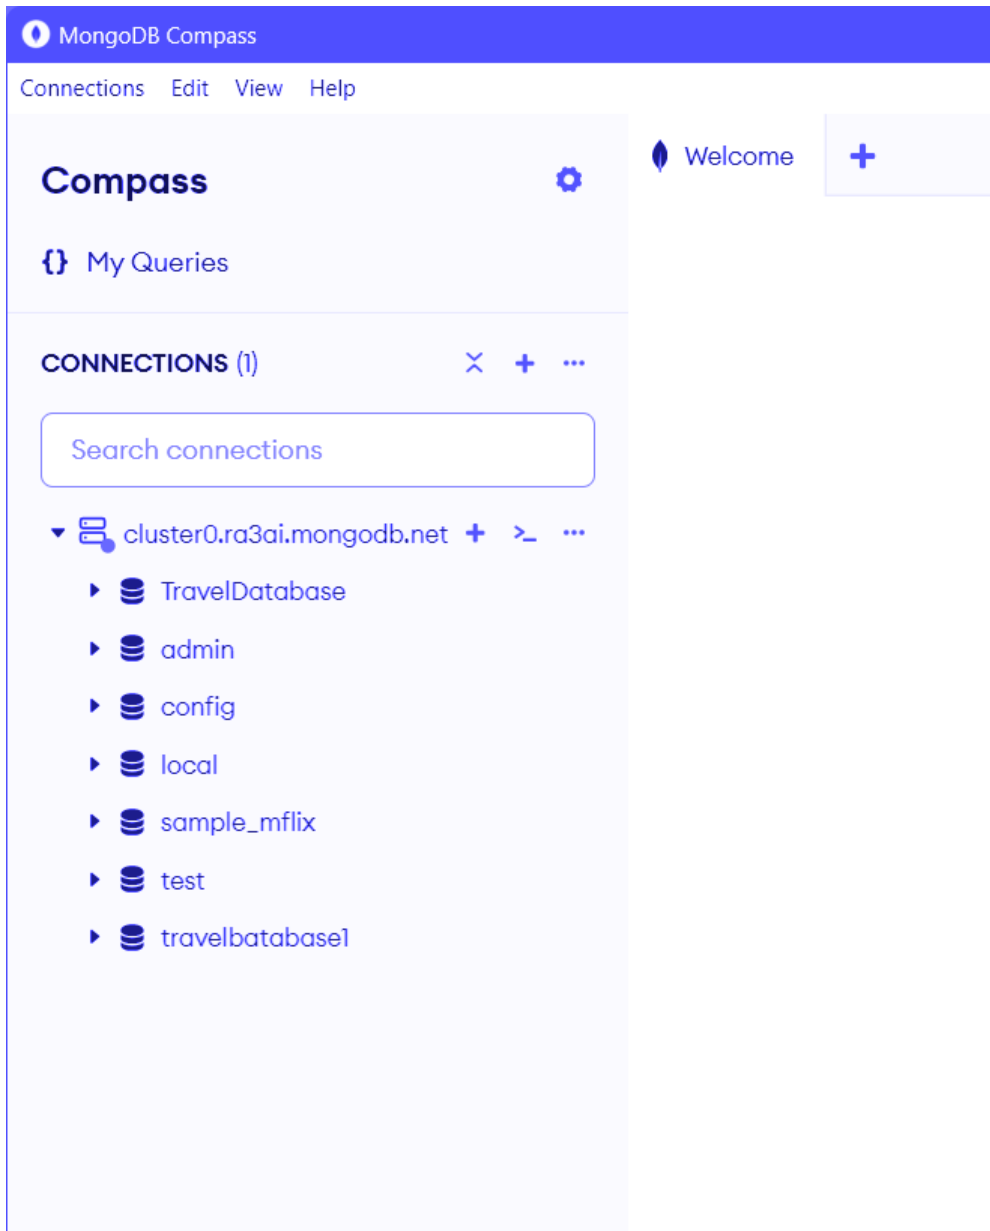 MongoDB Compass
Connections Edit View Help
Compass
Welcome
{} My Queries
CONNECTIONS (1)
Search connections
cluster0.ra3ai.mongodb.net
TravelDatabase
admin
config
local
sample_mflix
test
travelbatabase1